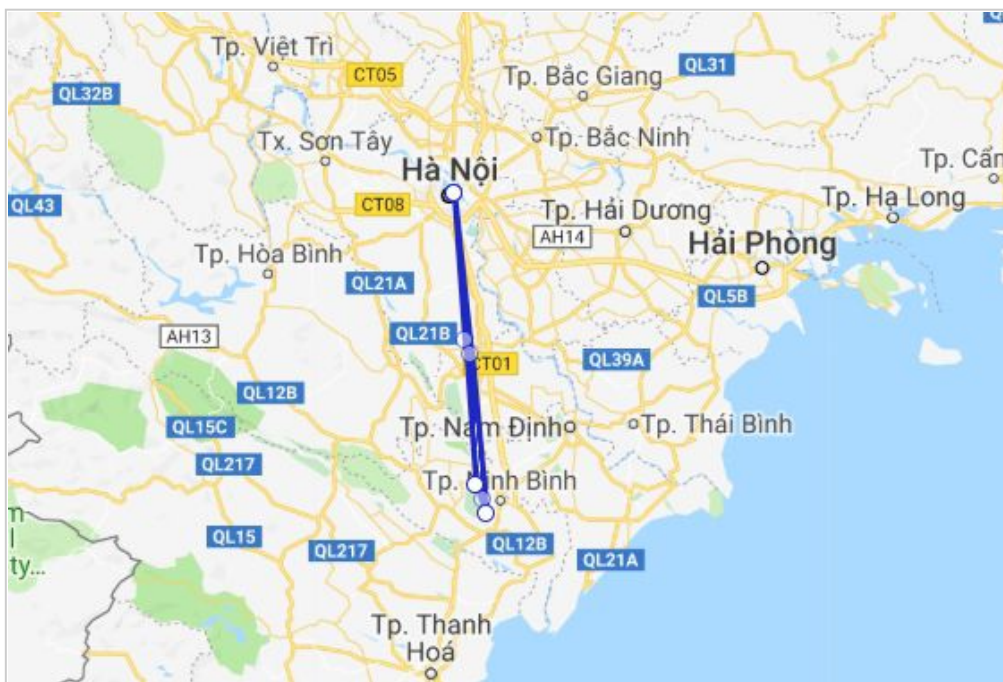 QL
Tp. Việt Trì
CT05
QL31
Tp. Bắc Giang
QL32B
Tx. Sơn Tây
Tp. Bắc Ninh
Hà Nội
Tp. Cẩm
QL43
CT08
Tp. Hải Dương
Tp. Hạ Long
AH14
Hải Phòng
Tp. Hòa Bình
QL21A
QL5B
AH13
QL21B
CT01
QL39A
QL12B
QL15C
Tp. Nam Định
Tp. Thái Bình
QL217
Tp. Ninh Bình
QL15
QL217
QL12B
QL21A
ty...
Tp. Thanh
Hoá